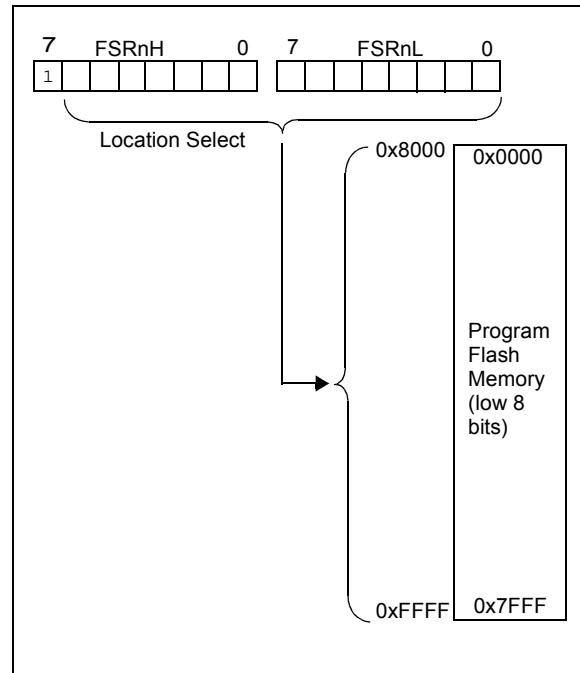 7 FSRnH 0 7 FSRnL 0
1
Location Select
0x8000 0x0000
Program
Flash
Memory
(low 8
bits)
0xFFFF 0x7FFF